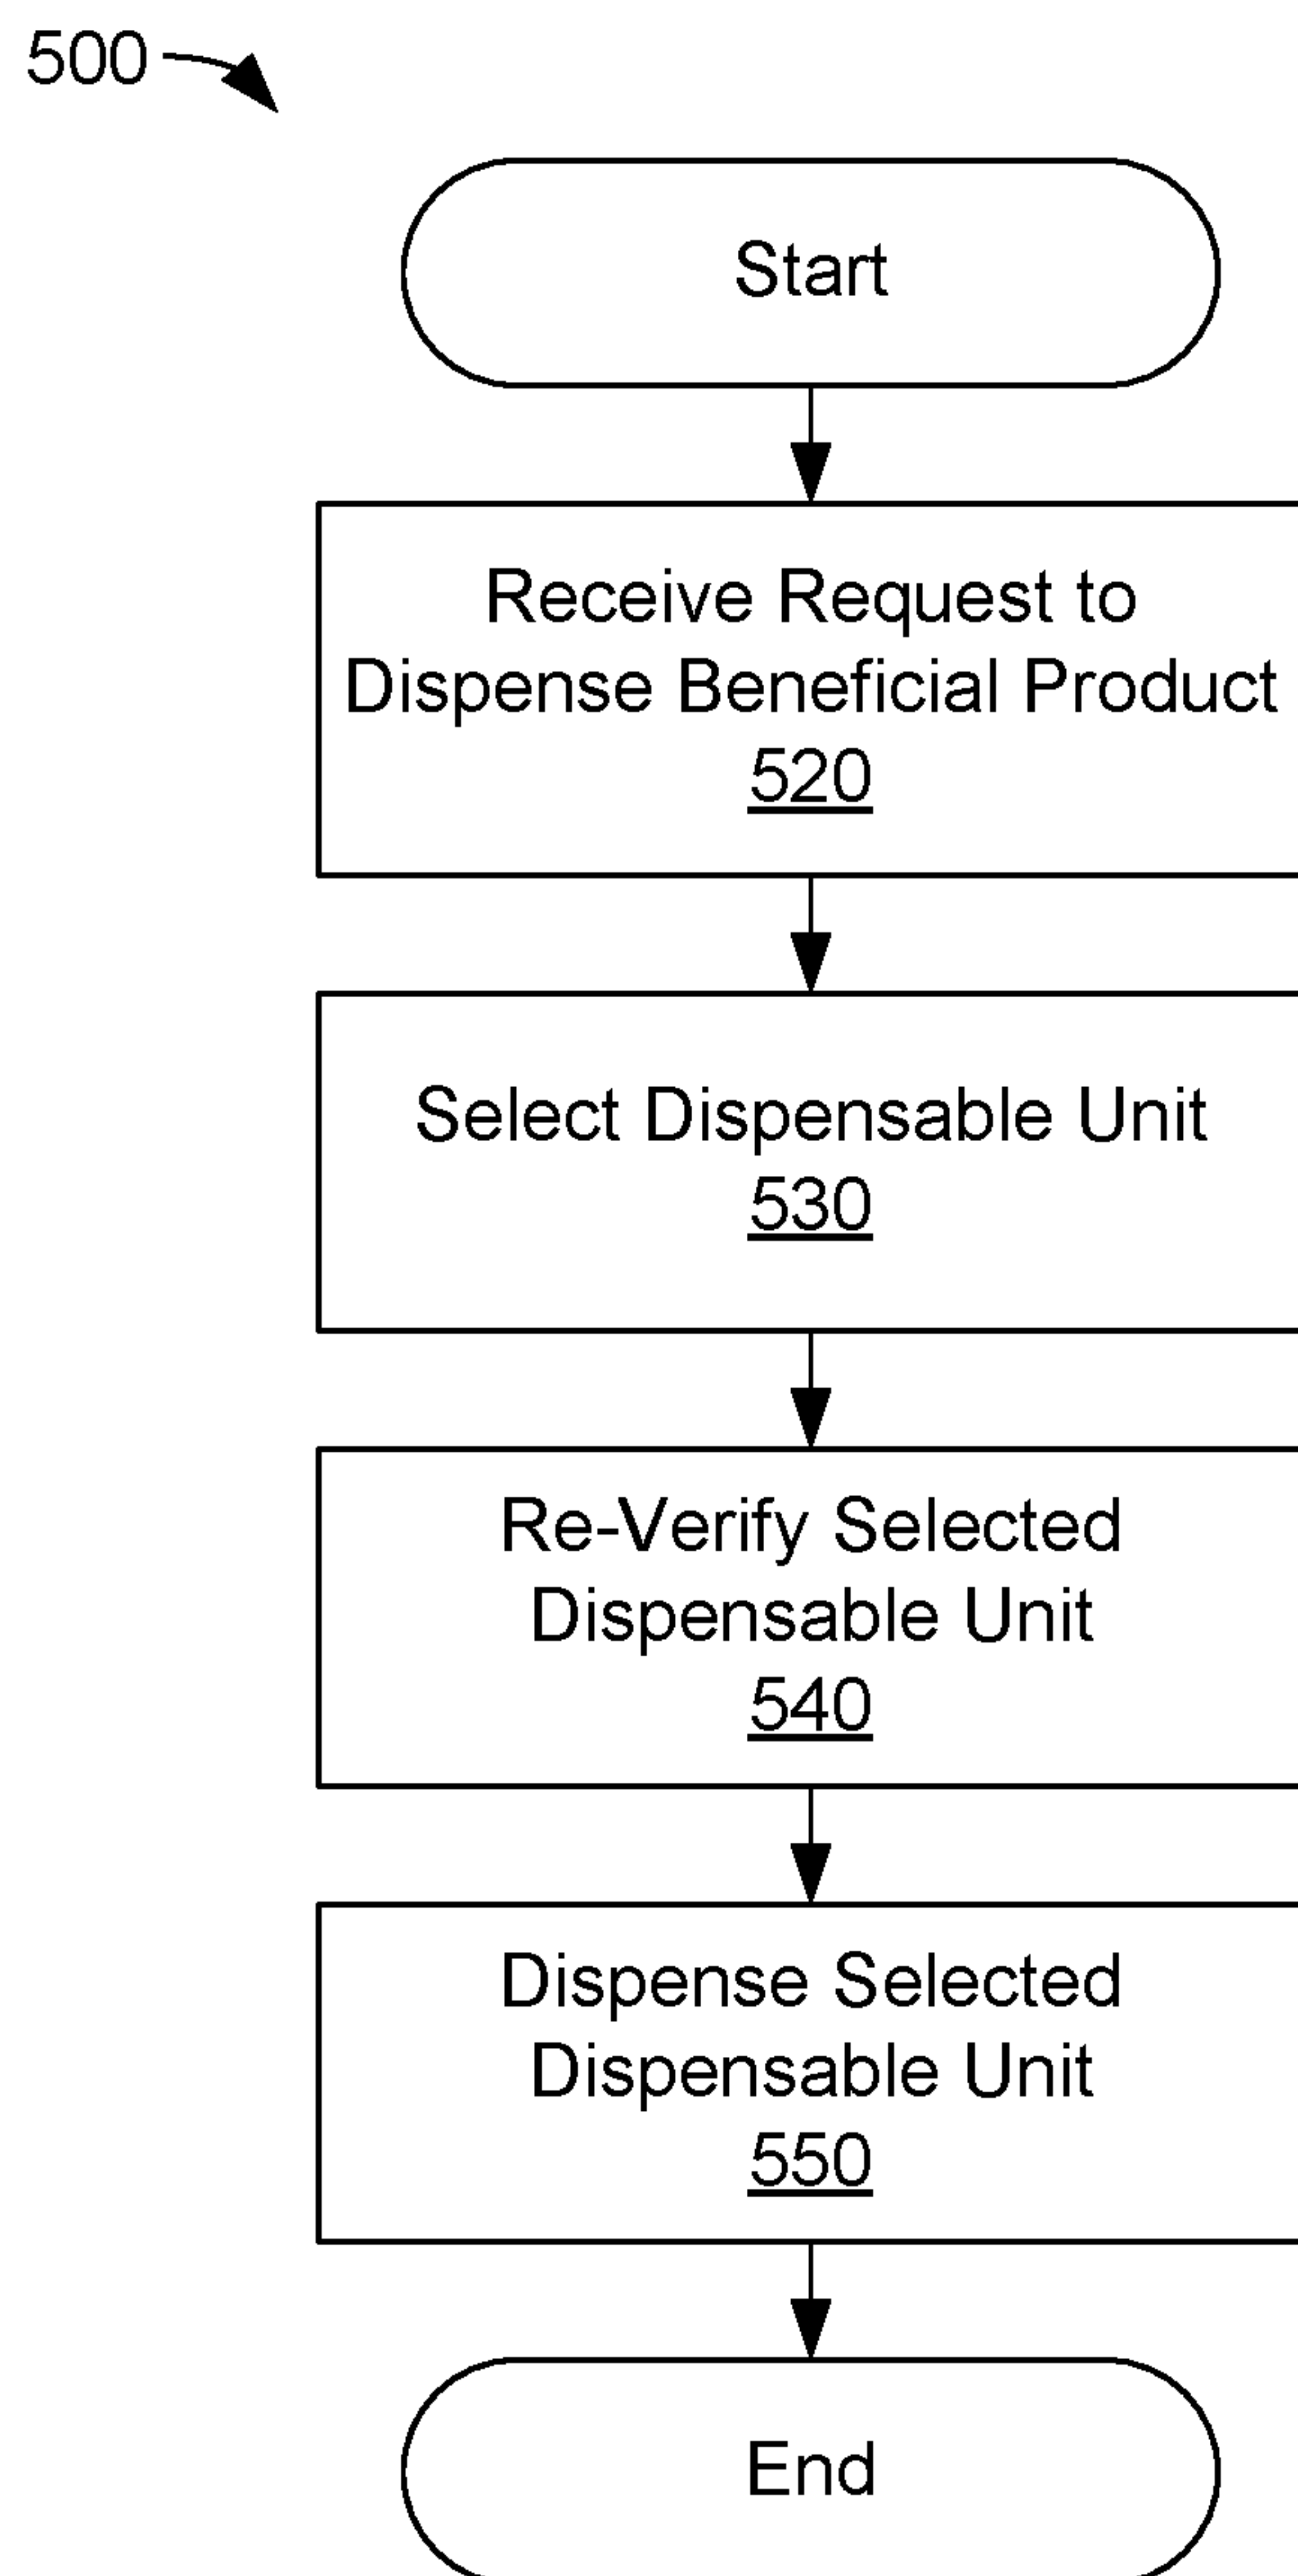 500
Start
Receive Request to
Dispense Beneficial Product
520
Select Dispensable Unit
530
Re-Verify Selected
Dispensable Unit
540
Dispense Selected
Dispensable Unit
550
End